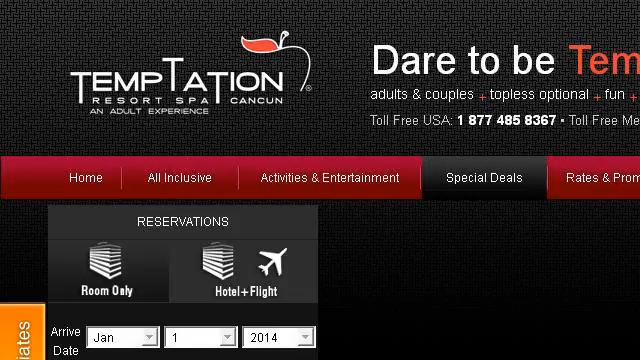 TEMPTATION
RESORT SPA CANCUN
AN ADULT EXPERIENCE
®
Dare to be Tem
adults & couples + topless optional + fun +
Toll Free USA: 1 877 485 8367 • Toll Free Me
Home
All Inclusive
Activities & Entertainment
Special Deals
Rates & Prom
RESERVATIONS
Room Only
Hotel+Flight
Arrive Date
Jan
1
2014
iates